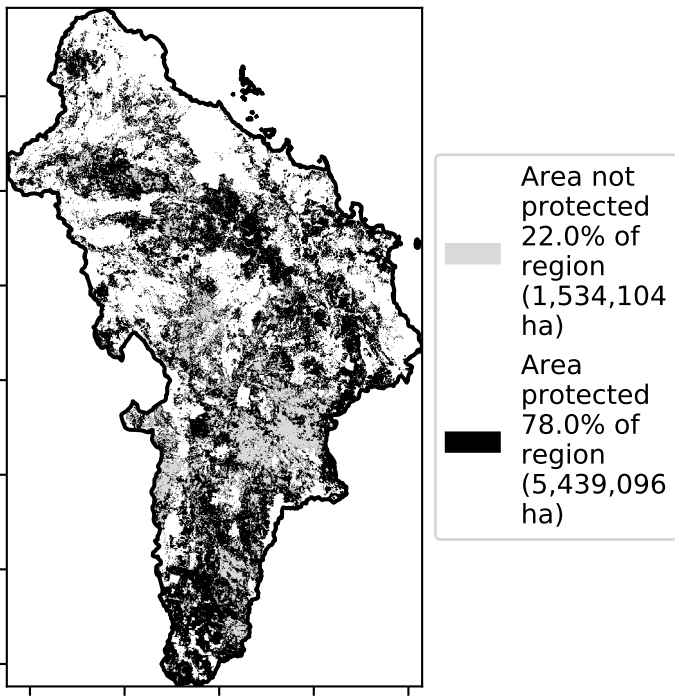 Area not
protected
22.0% of
region
(1,534,104
ha)
Area
protected
78.0% of
region
(5,439,096
ha)